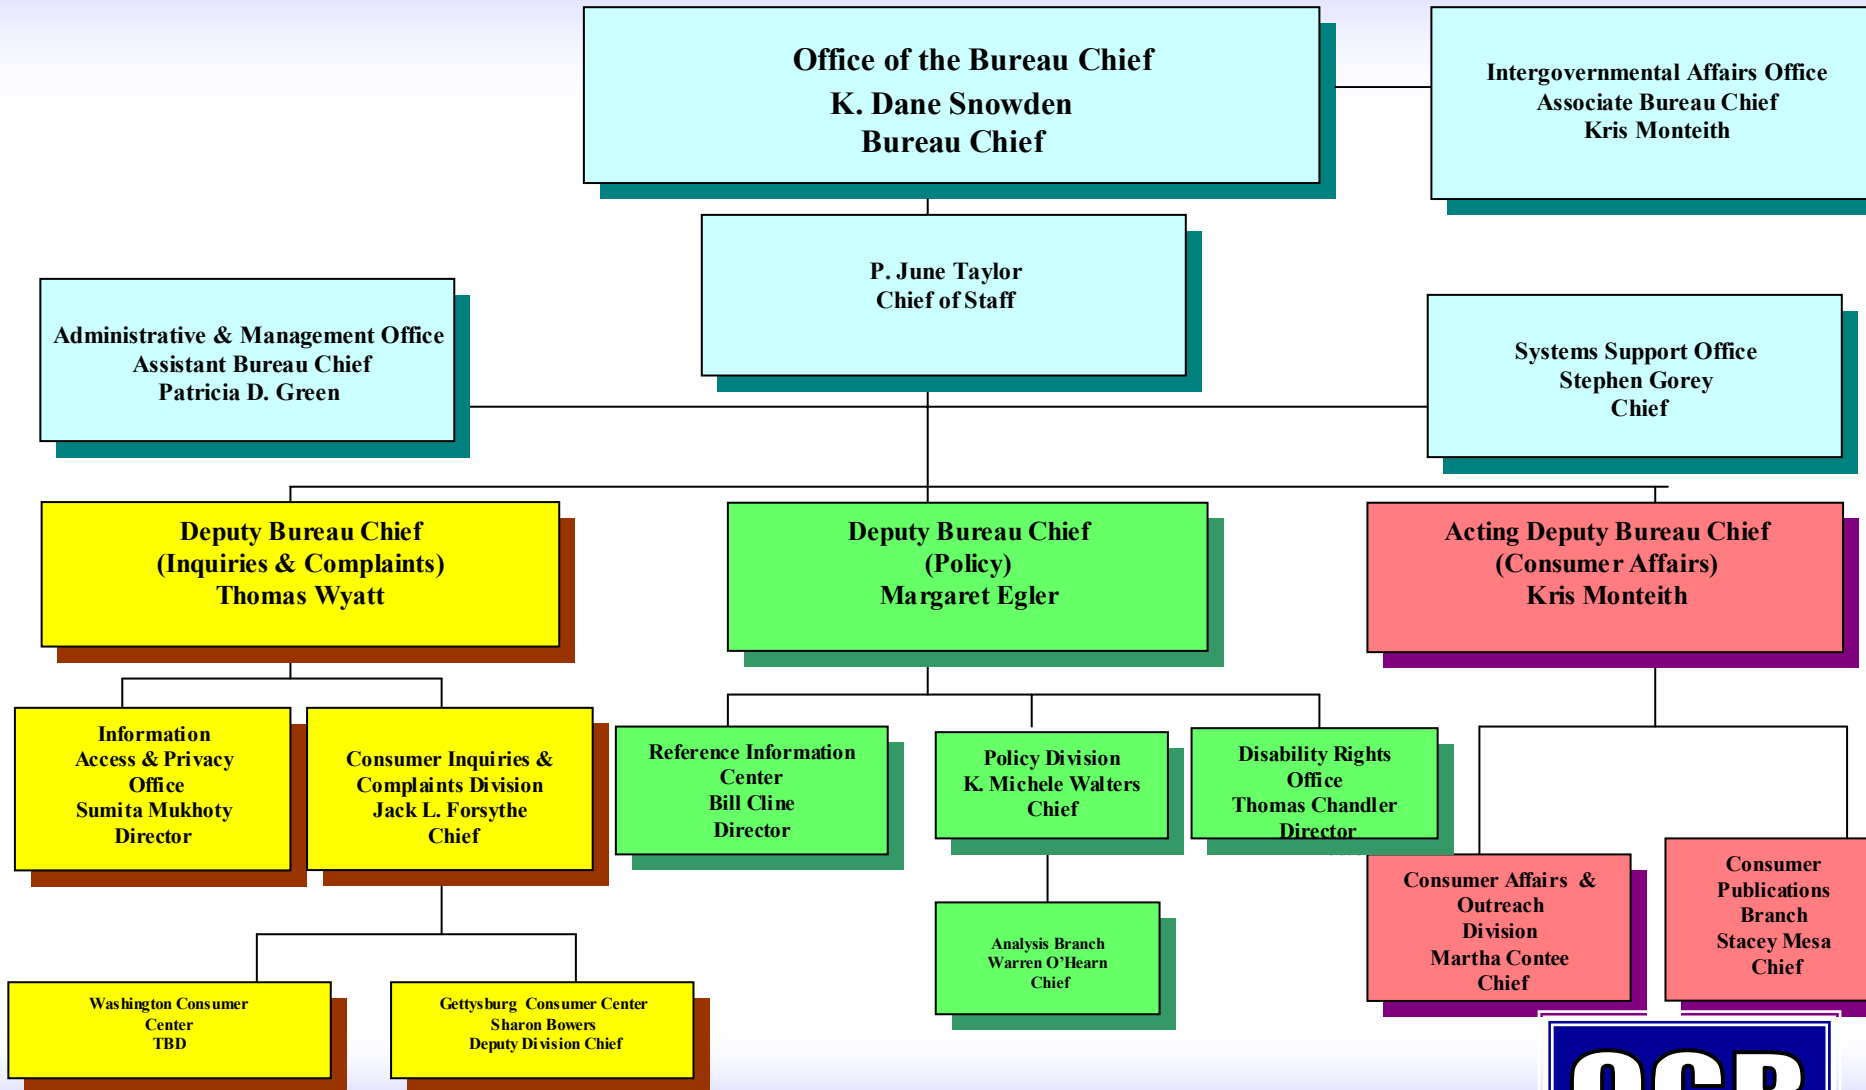 Office of the Bureau Chief
K. Dane Snowden
Bureau Chief
Intergovernmental Affairs Office
Associate Bureau Chief
Kris Monteith
P. June Taylor
Chief of Staff
Administrative & Management Office
Assistant Bureau Chief
Patricia D. Green
Systems Support Office
Stephen Gorey
Chief
Deputy Bureau Chief
(Inquiries & Complaints)
Thomas Wyatt
Deputy Bureau Chief
(Policy)
Margaret Egler
Acting Deputy Bureau Chief
(Consumer Affairs)
Kris Monteith
Information
Access & Privacy
Office
Sumita Mukhoty
Director
Consumer Inquiries &
Complaints Division
Jack L. Forsythe
Chief
Reference Information
Center
Bill Cline
Director
Policy Division
K. Michele Walters
Chief
Disability Rights
Office
Thomas Chandler
Director
Consumer Affairs &
Outreach
Division
Martha Contee
Chief
Consumer
Publications
Branch
Stacey Mesa
Chief
Analysis Branch
Warren O’Hearn
Chief
Washington Consumer
Center
TBD
Gettysburg Consumer Center
Sharon Bowers
Deputy Division Chief